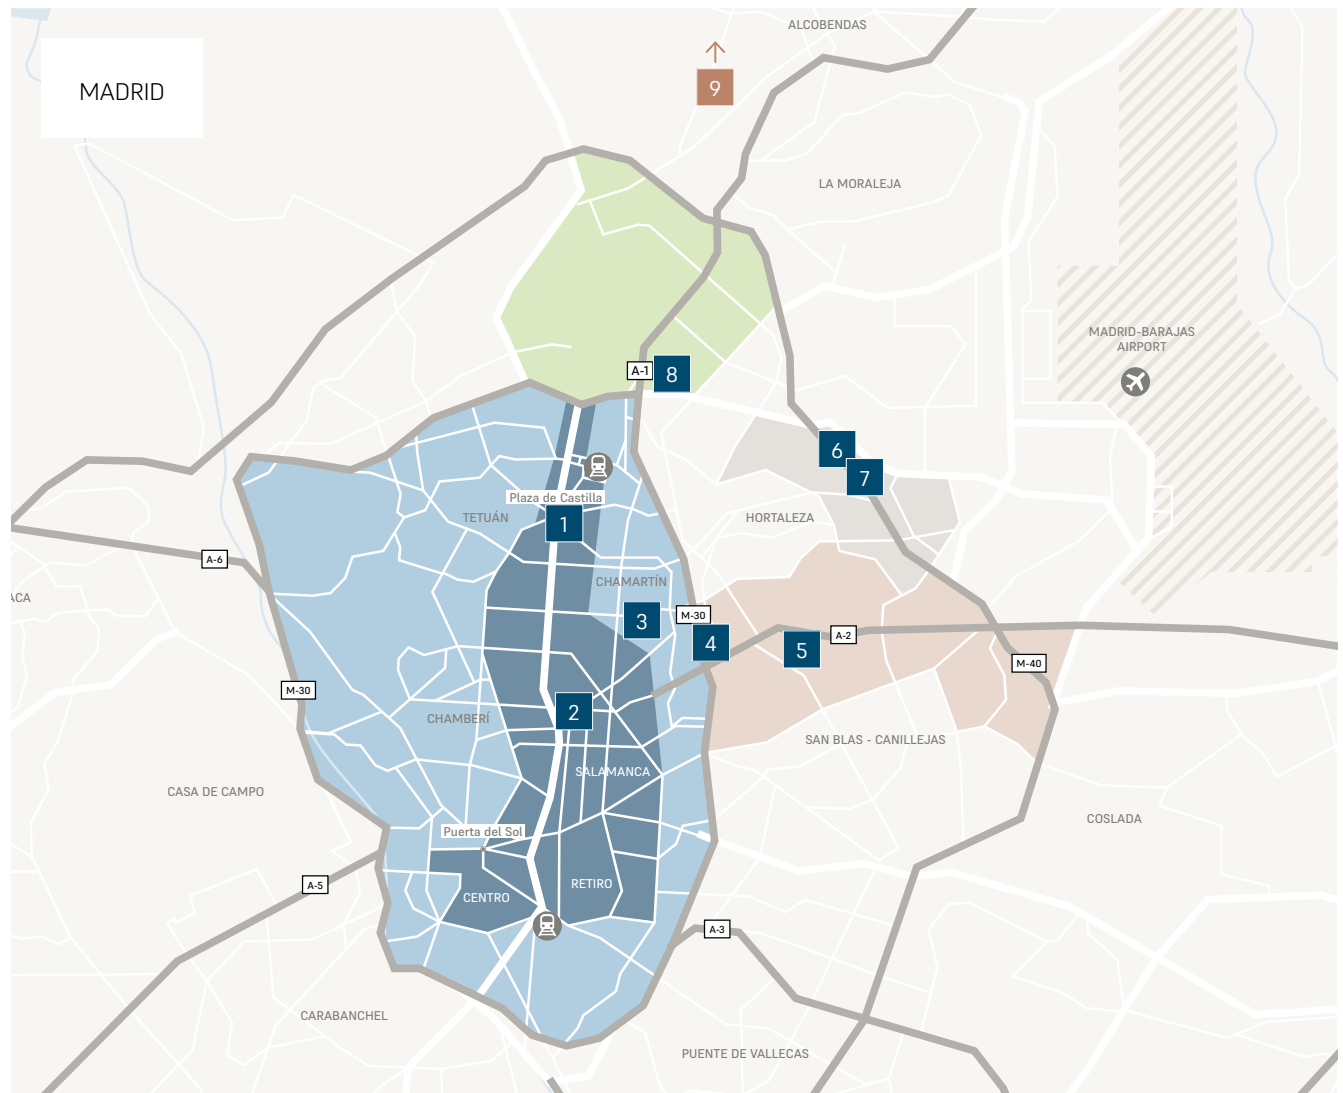 ALCOBENDAS
MADRID
9
LA MORALEJA
MADRID-BARAJAS
AIRPORT
A-1
8
6
7
Plaza de Castilla
TETUÁN
1
HORTALEZA
A-6
CHAMARTÍN
ACA
M-30
3
4
5
A-2
M-40
M-30
2
CHAMBERÍ
SAN BLAS - CANILLEJAS
SALAMANCA
CASA DE CAMPO
COSLADA
Puerta del Sol
A-5
RETIRO
CENTRO
A-3
CARABANCHEL
PUENTE DE VALLECAS